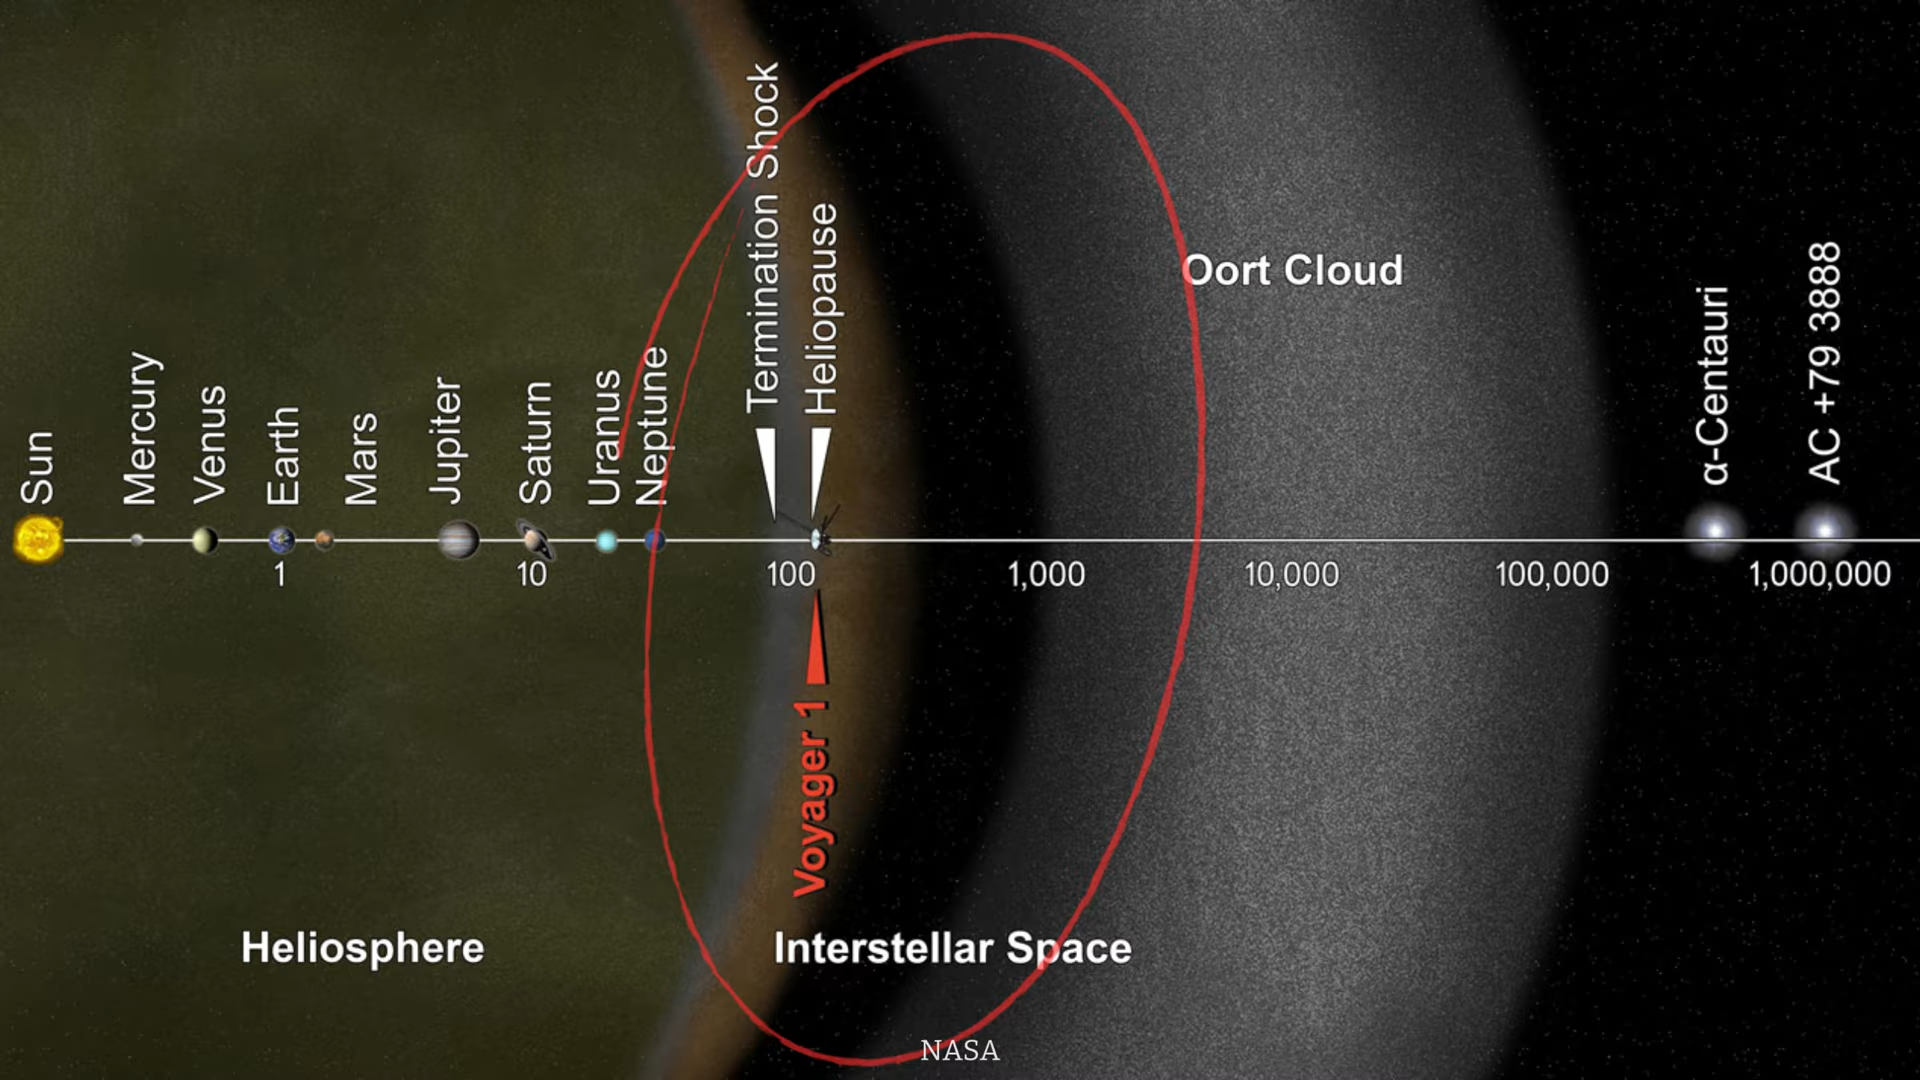 Sun
Mercury
Venus
Earth
Mars
Jupiter
Saturn
Uranus
Neptune
Termination Shock
Heliopause
Oort Cloud
α-Centauri
AC +79 3888
1
10
100
1,000
10,000
100,000
1,000,000
Voyager 1
Heliosphere
Interstellar Space
NASA